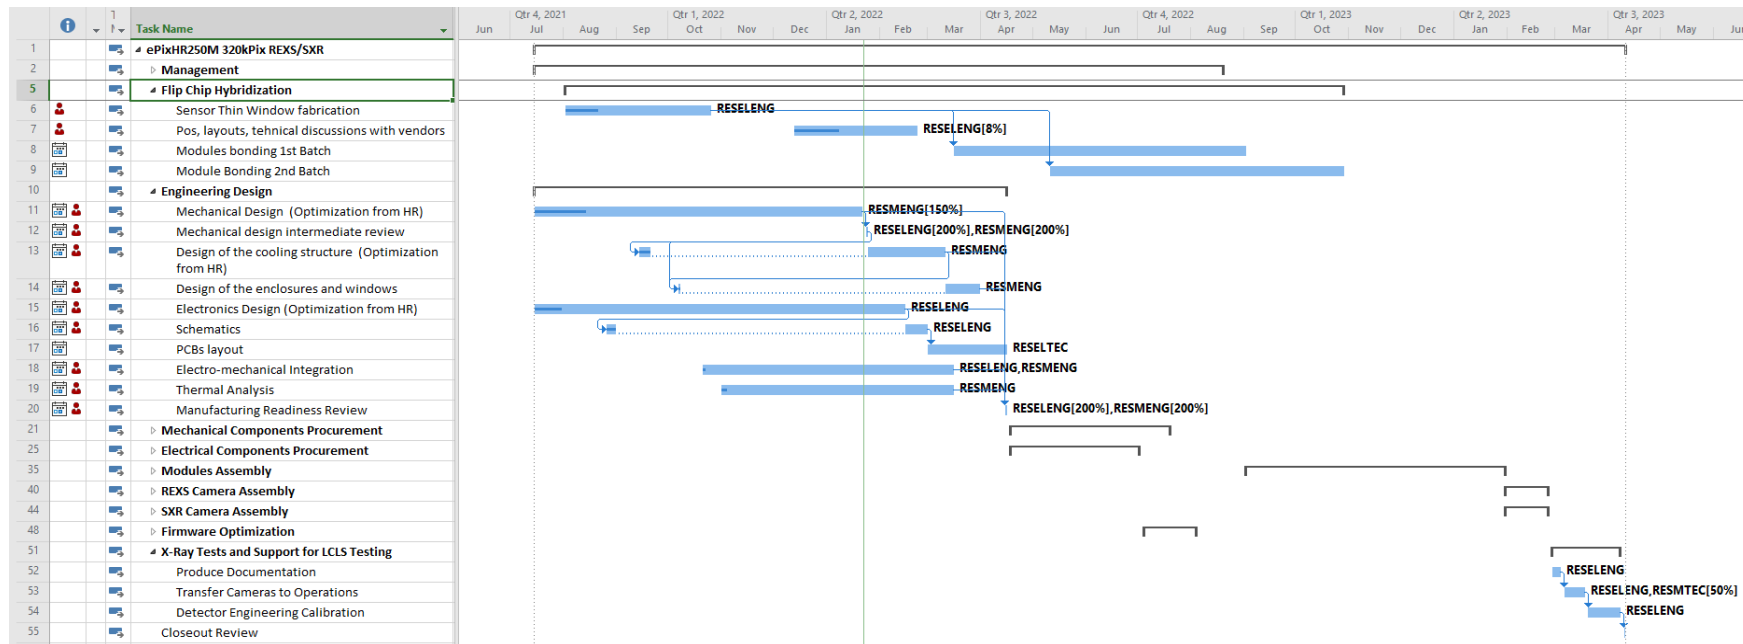 Qtr 4, 2021 Qtr 1, 2022 Qtr 2, 2022 Qtr 3, 2022 Qtr 4, 2022 Qtr 1, 2023 Qtr 2, 2023 Qtr 3, 2023
Task Name Jun Jul Aug Sep Oct Nov Dec Jan Feb Mar Apr May Jun Jul Aug Sep Oct Nov Dec Jan Feb Mar Apr May
1 ePixHR250M 320kPix REXS/SXR
2 Management
5 Flip Chip Hybridization
6 Sensor Thin Window fabrication RESELENG
7 Pos, layouts, tehnical discussions with vendors RESELENG[8%]
8 Modules bonding 1st Batch
9 Module Bonding 2nd Batch
10 Engineering Design
11 Mechanical Design (Optimization from HR) RESMENG[150%]
12 Mechanical design intermediate review RESELENG[200%],RESMENG[200%]
13 Design of the cooling structure (Optimization RESMENG
from HR)
14 Design of the enclosures and windows RESMENG
15 Electronics Design (Optimization from HR) RESELENG
16 Schematics RESELENG
17 PCBs layout RESELTEC
18 Electro-mechanical Integration RESELENG,RESMENG
19 Thermal Analysis RESMENG
20 Manufacturing Readiness Review RESELENG[200%],RESMENG[200%]
21 Mechanical Components Procurement
25 Electrical Components Procurement
35 Modules Assembly
40 REXS Camera Assembly
44 SXR Camera Assembly
48 Firmware Optimization
51 X-Ray Tests and Support for LCLS Testing
52 Produce Documentation RESELENG
53 Transfer Cameras to Operations RESELENG,RESMTEC[50%]
54 Detector Engineering Calibration RESELENG
55 Closeout Review